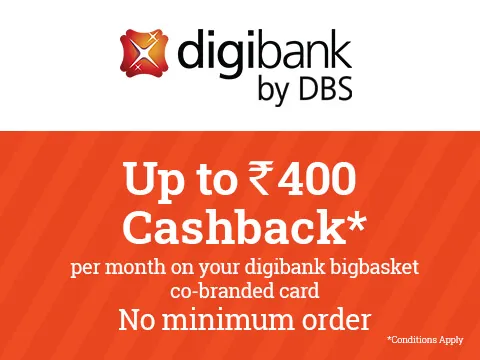 digibank
by DBS
Up to ₹400
Cashback*
per month on your digibank bigbasket
co-branded card
No minimum order
*Conditions Apply